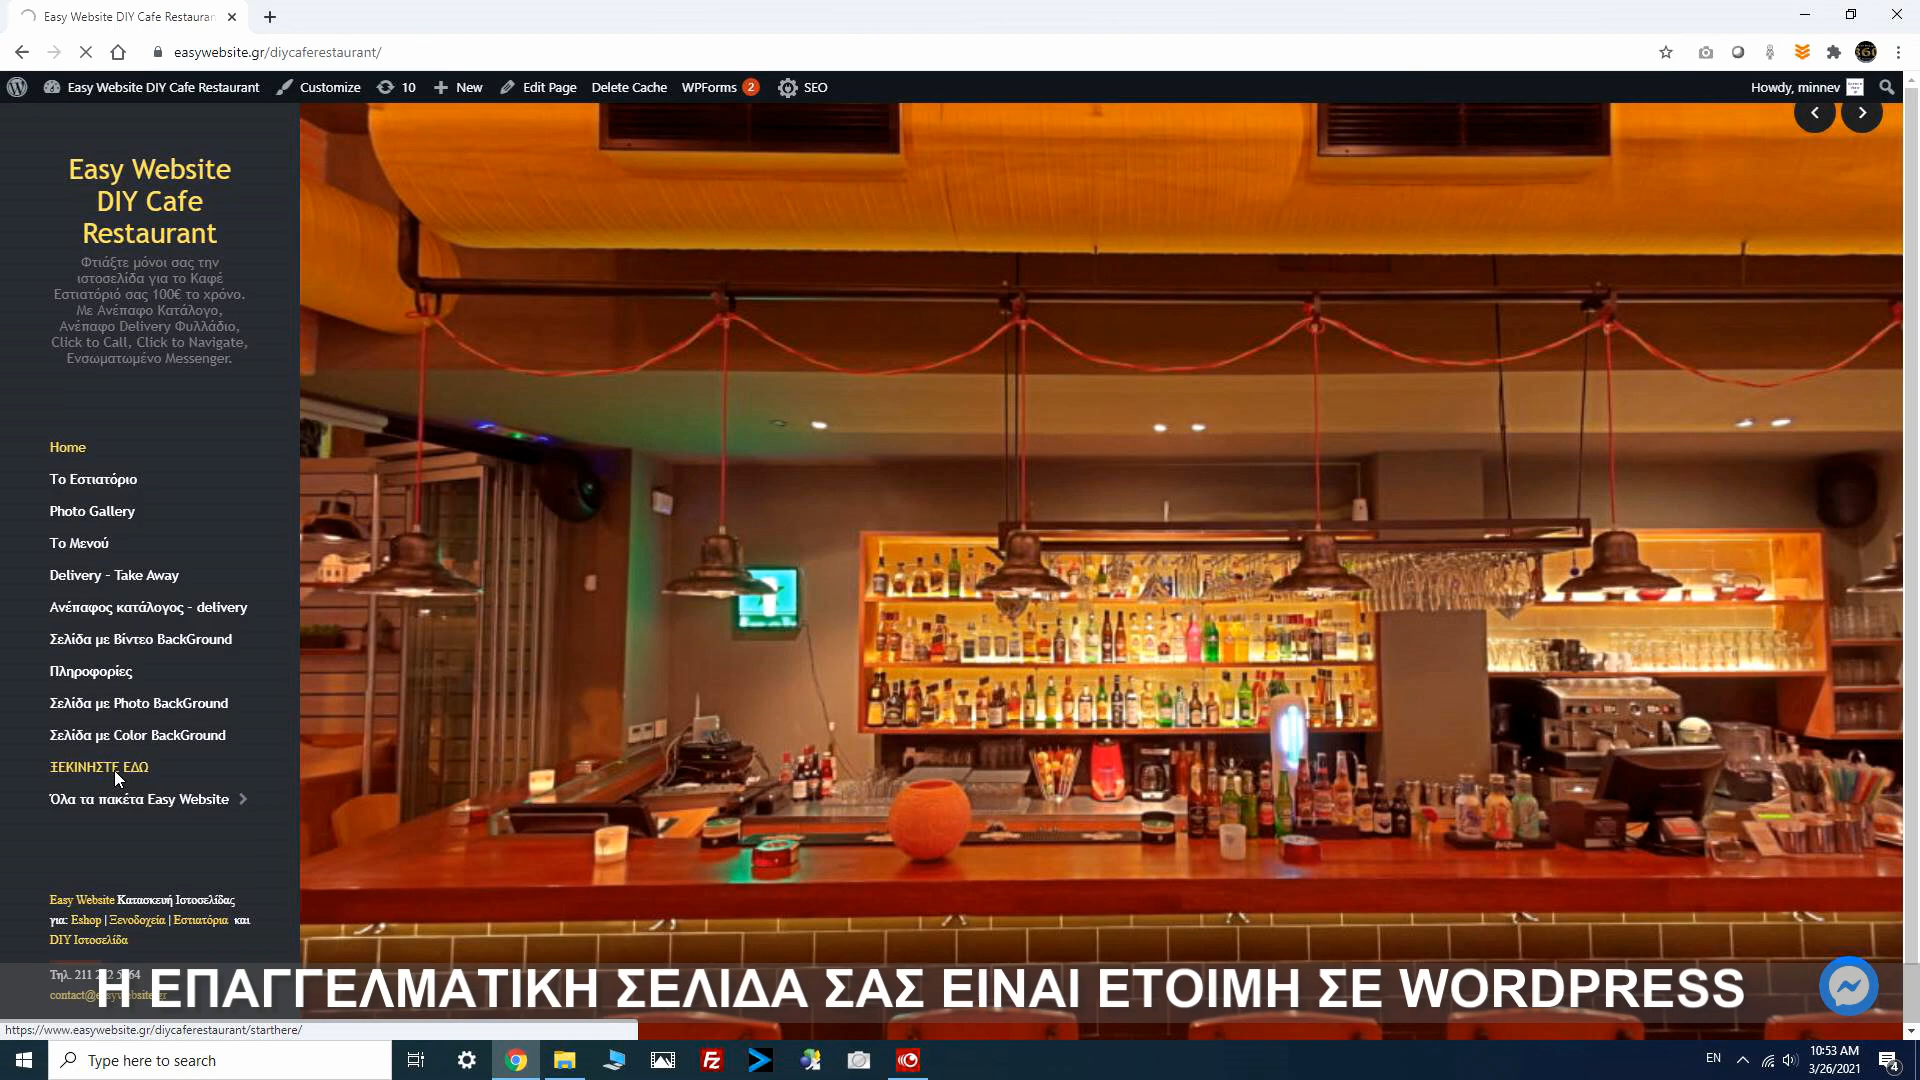 Easy Website DIY Cafe Restauran
easywebsite.gr/diycaferestaurant/
Easy Website DIY Cafe Restaurant Customize 10 New Edit Page Delete Cache WPForms 2 SEO Howdy, minnev
Easy Website
DIY Cafe
Restaurant
Φτιάξτε μόνοι σας την
ιστοσελίδα για το Καφέ
Εστιατόριό σας 100€ το χρόνο.
Με Ανέπαφο Κατάλογο,
Ανέπαφο Delivery Φυλλάδιο,
Click to Call, Click to Navigate,
Ενσωματωμένο Messenger.
Home
Το Εστιατόριο
Photo Gallery
Το Μενού
Delivery – Take Away
Ανέπαφος κατάλογος – delivery
Σελίδα με Βίντεο BackGround
Πληροφορίες
Σελίδα με Photo BackGround
Σελίδα με Color BackGround
ΞΕΚΙΝΗΣΤΕ ΕΔΩ
Όλα τα πακέτα Easy Website
Easy Website Κατασκευή Ιστοσελίδας
για: Eshop | Ξενοδοχεία | Εστιατόρια και
DIY Ιστοσελίδα
Τηλ. 211
contact@easywebsite.gr
Η ΕΠΑΓΓΕΛΜΑΤΙΚΗ ΣΕΛΙΔΑ ΣΑΣ ΕΙΝΑΙ ΕΤΟΙΜΗ ΣΕ WORDPRESS
https://www.easywebsite.gr/diycaferestaurant/starthere/
Type here to search
EN
10:53 AM
3/26/2021
4